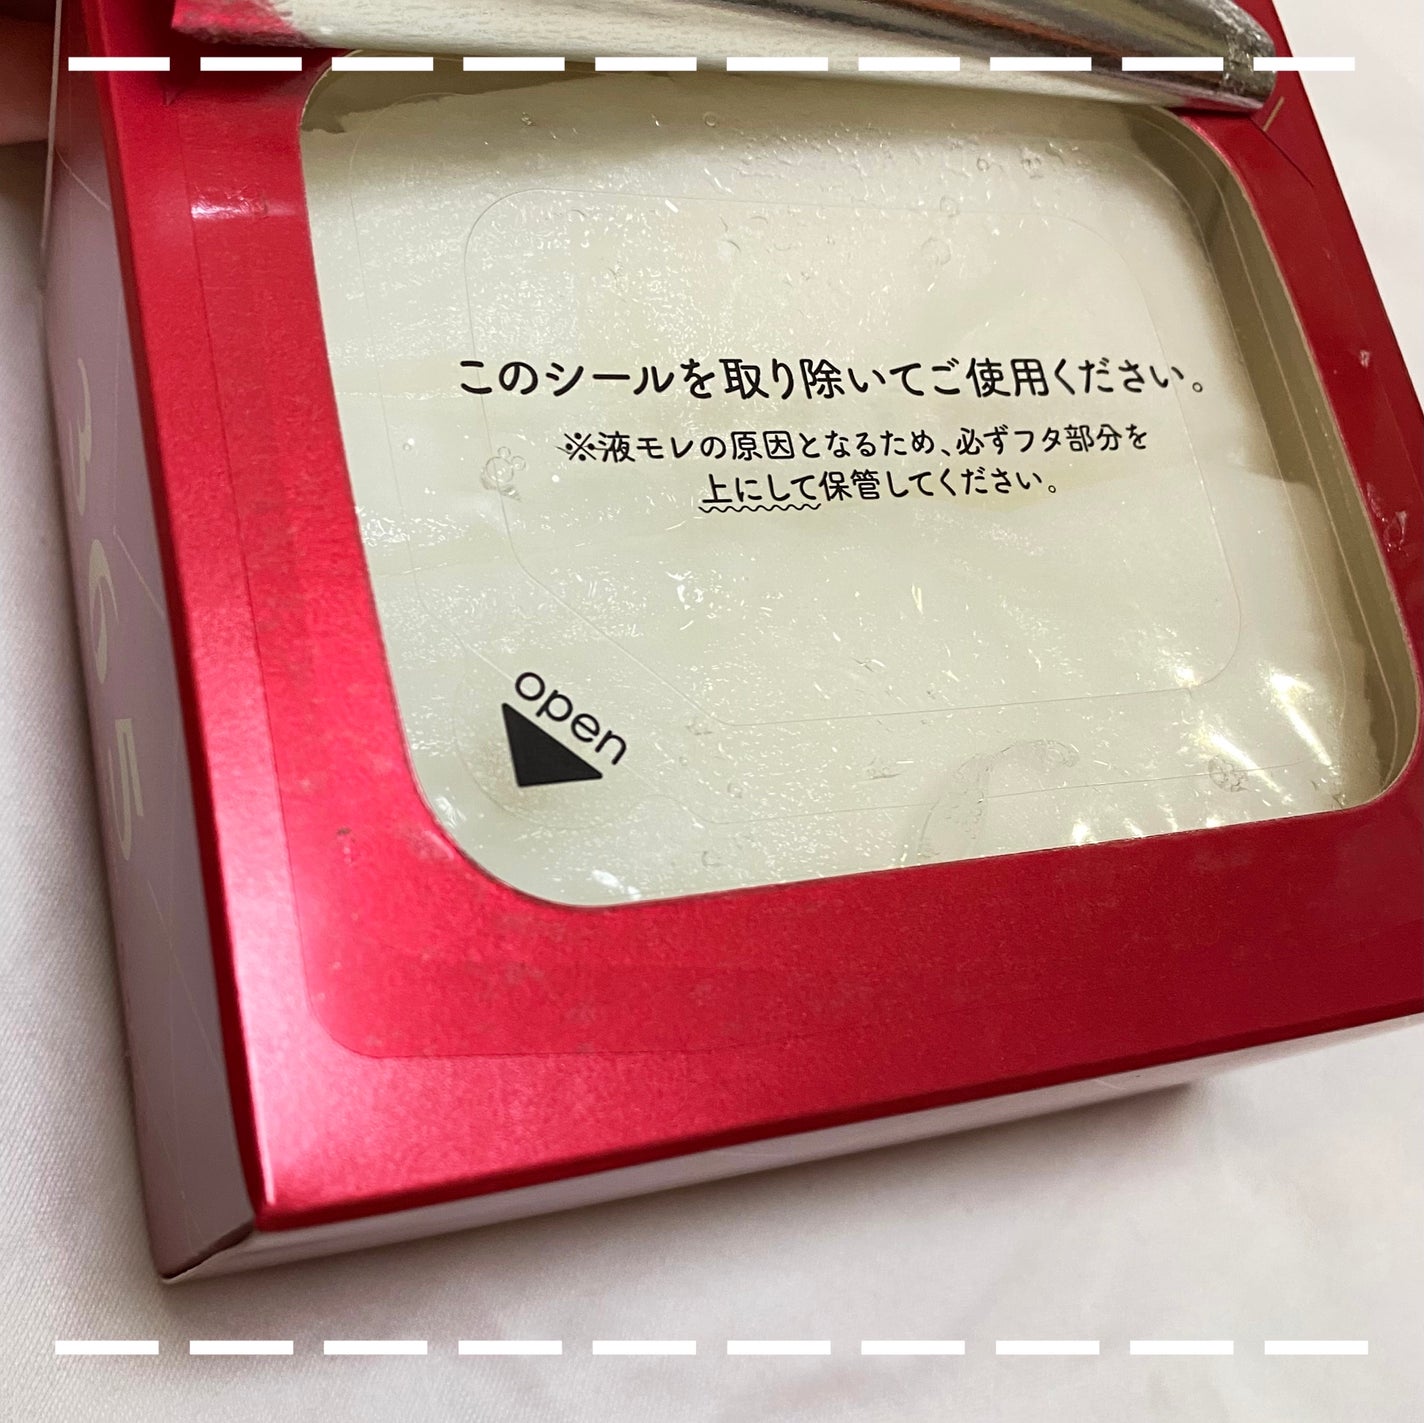 このシールを取り除いてご使用ください。
※液モレの原因となるため、必ずフタ部分を
上にして保管してください。
open